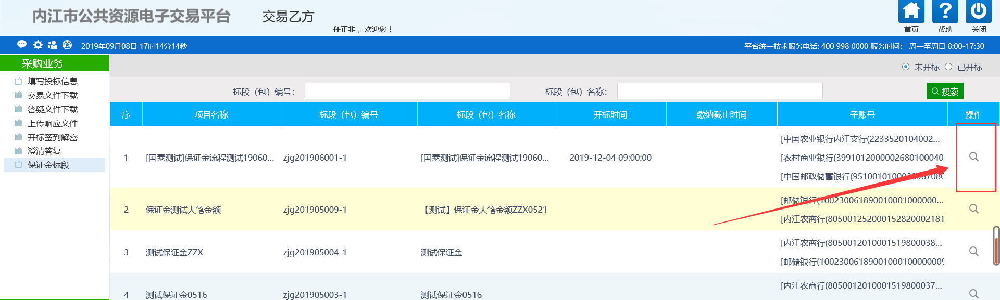 内江市公共资源电子交易平台
交易乙方
任正非，欢迎您！
首页
帮助
关闭
2019年09月08日 17时14分14秒
平台统一技术服务电话: 400 998 0000 服务时间： 周一至周日 8:00-17:30
采购业务
填写投标信息
交易文件下载
答疑文件下载
上传响应文件
开标签到解密
澄清答复
保证金标段
未开标 已开标
标段（包）编号： 标段（包）名称： 搜索
序 项目名称 标段（包）编号 标段（包）名称 开标时间 缴纳截止时间 子账号 操作
1 [国泰测试]保证金流程测试19060... zjg201906001-1 [国泰测试]保证金流程测试19060... 2019-12-04 09:00:00
[中国农业银行内江支行(2233520104002...
[农村商业银行(39910120000026801000400
[中国邮政储蓄银行(951001010002
2 保证金测试大笔金额 zjg201905009-1 【测试】保证金大笔金额ZZX0521
[邮储银行(100230061890010001000000...
[内江农商行(805001252000152820002181
3 测试保证金ZZX zjg201905004-1 测试保证金
[内江农商行(8050012010001519800038...
[邮储银行(10023006189001000100000009
4 测试保证金0516 zjg201905003-1 测试保证金0516
[内江农商行(8050012010001519800037...